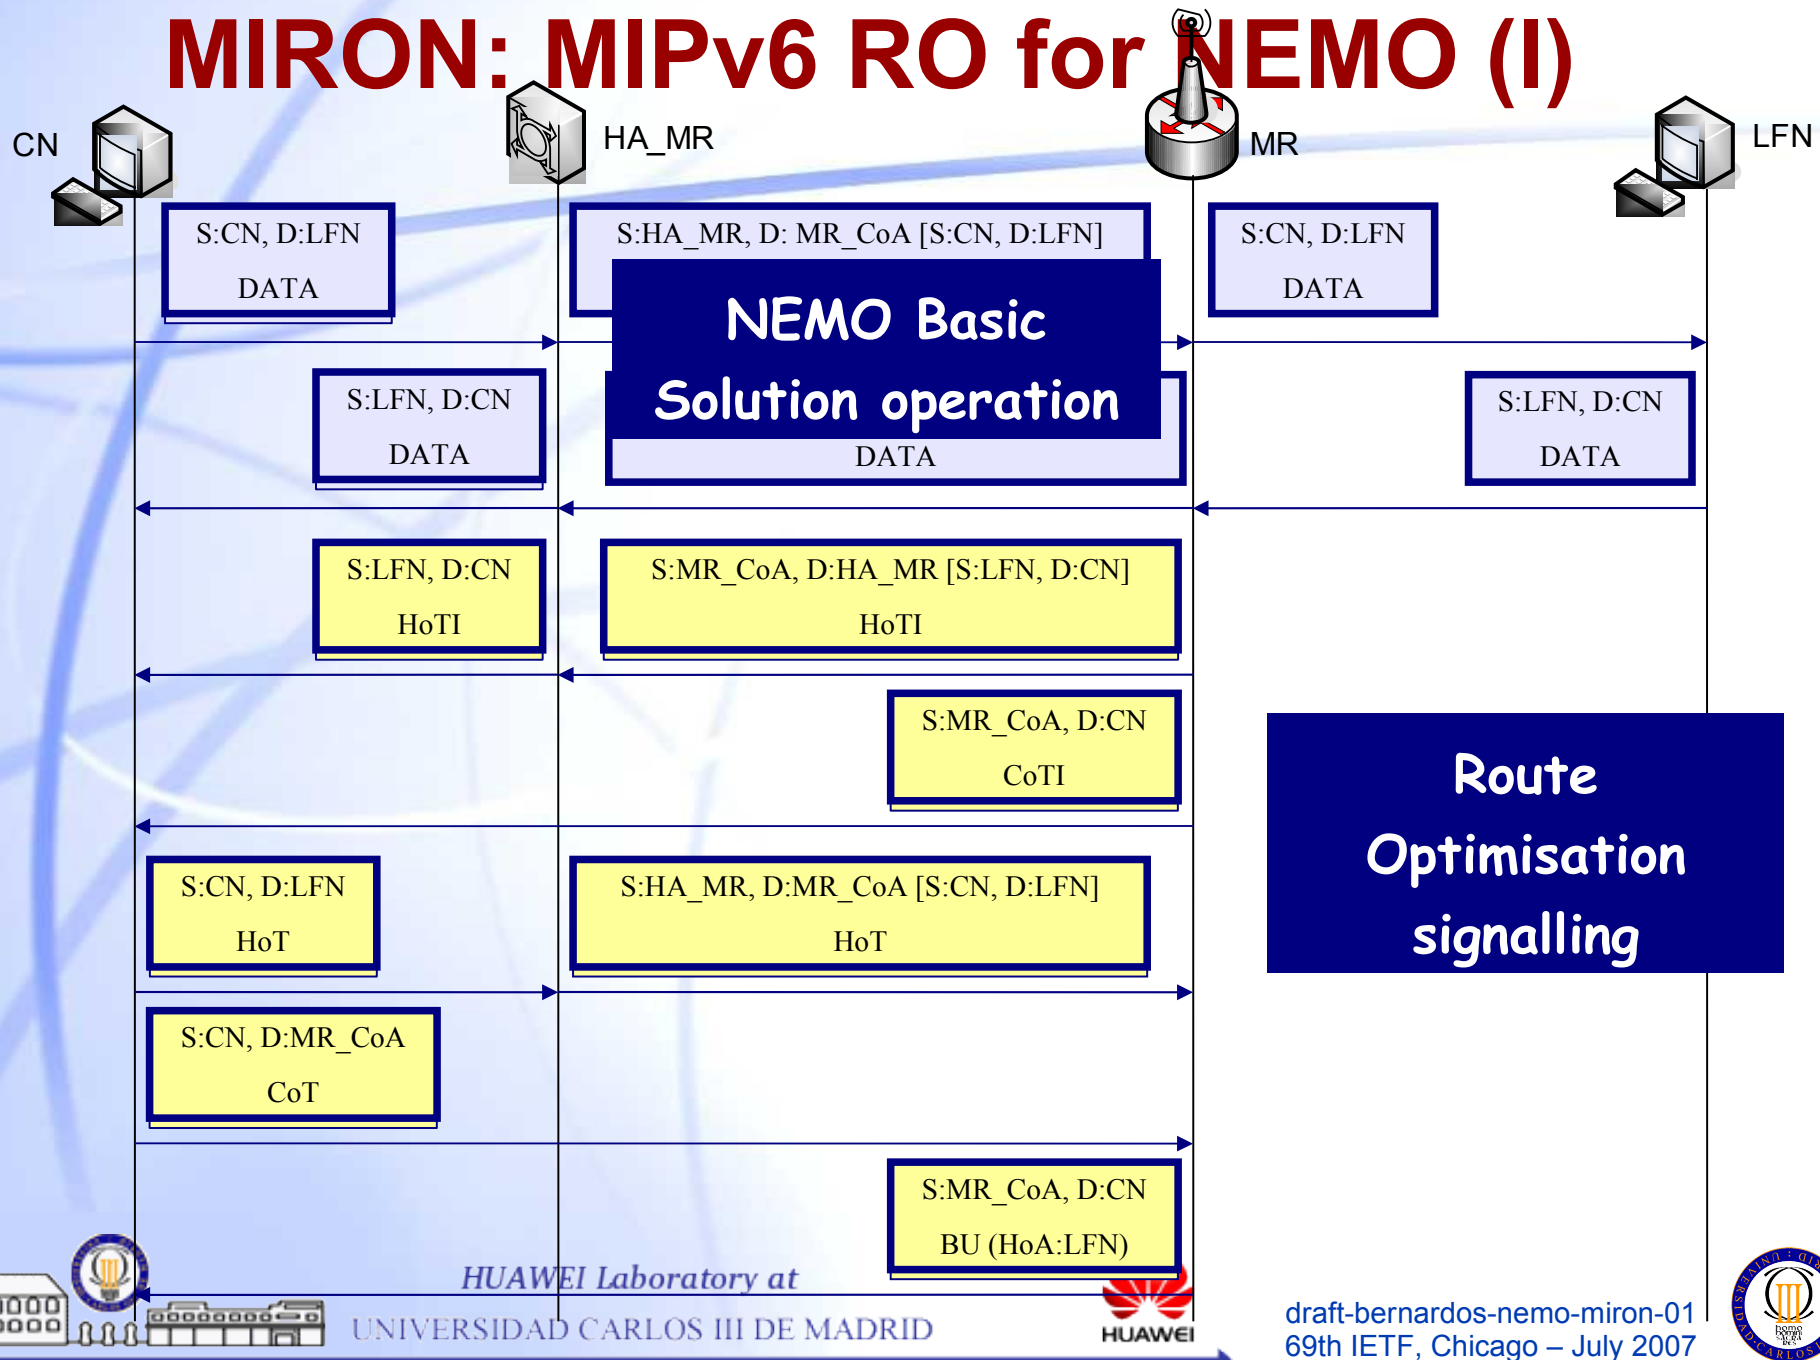 MIRON: MIPv6 RO for NEMO (I)
CN
HA_MR
MR
LFN
S:CN, D:LFN
DATA
S:HA_MR, D: MR_CoA [S:CN, D:LFN]
S:CN, D:LFN
DATA
NEMO Basic
Solution operation
S:LFN, D:CN
DATA
DATA
S:LFN, D:CN
DATA
S:LFN, D:CN
HoTI
S:MR_CoA, D:HA_MR [S:LFN, D:CN]
HoTI
S:MR_CoA, D:CN
CoTI
Route
Optimisation
signalling
S:CN, D:LFN
HoT
S:HA_MR, D:MR_CoA [S:CN, D:LFN]
HoT
S:CN, D:MR_CoA
CoT
S:MR_CoA, D:CN
BU (HoA:LFN)
HUAWEI Laboratory at
UNIVERSIDAD CARLOS III DE MADRID
HUAWEI
draft-bernardos-nemo-miron-01
69th IETF, Chicago – July 2007